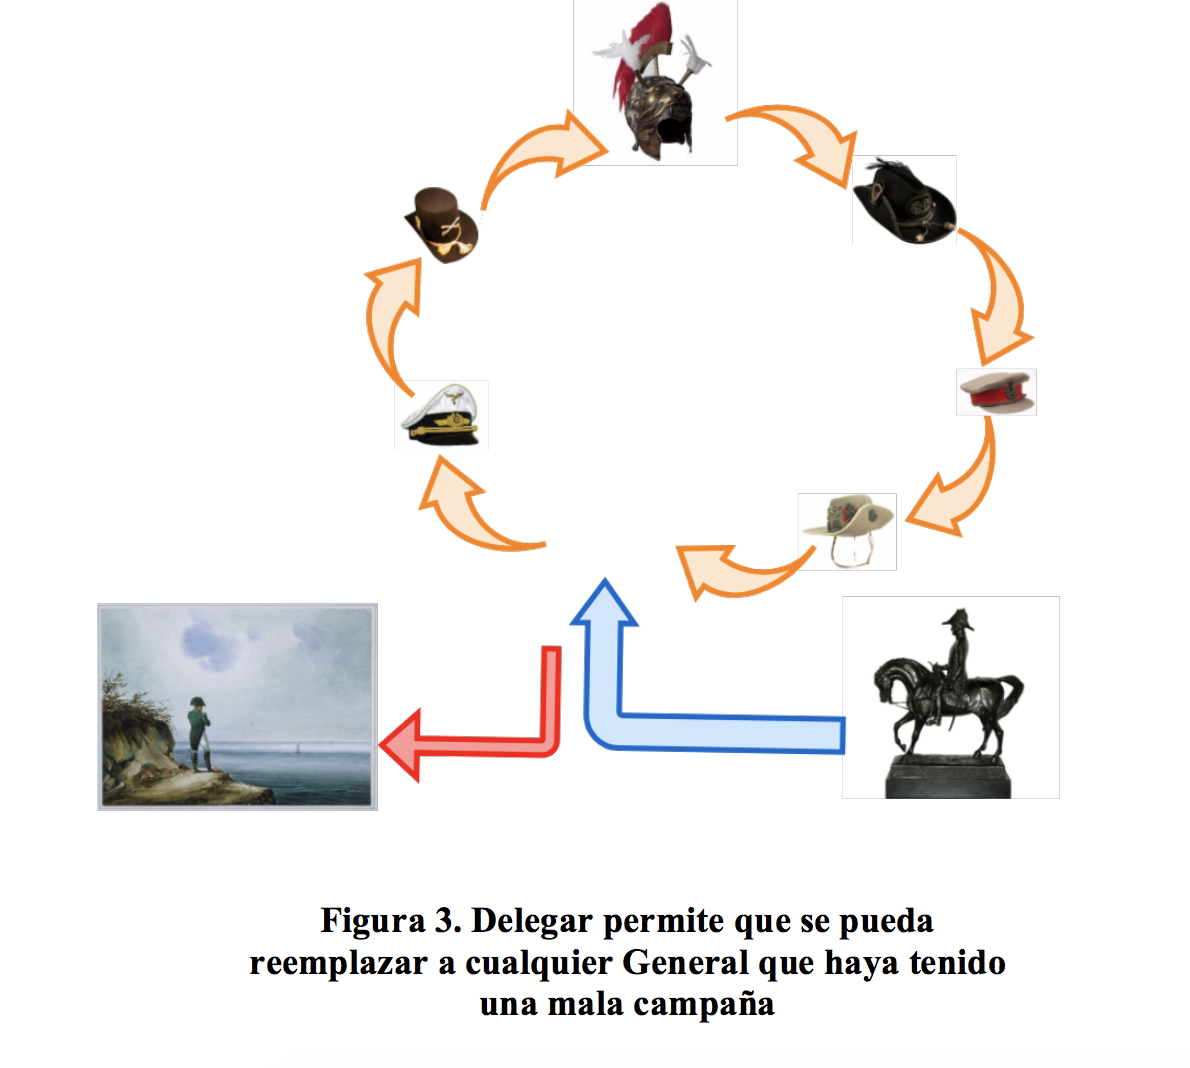 Figura 3. Delegar permite que se pueda
reemplazar a cualquier General que haya tenido
una mala campaña